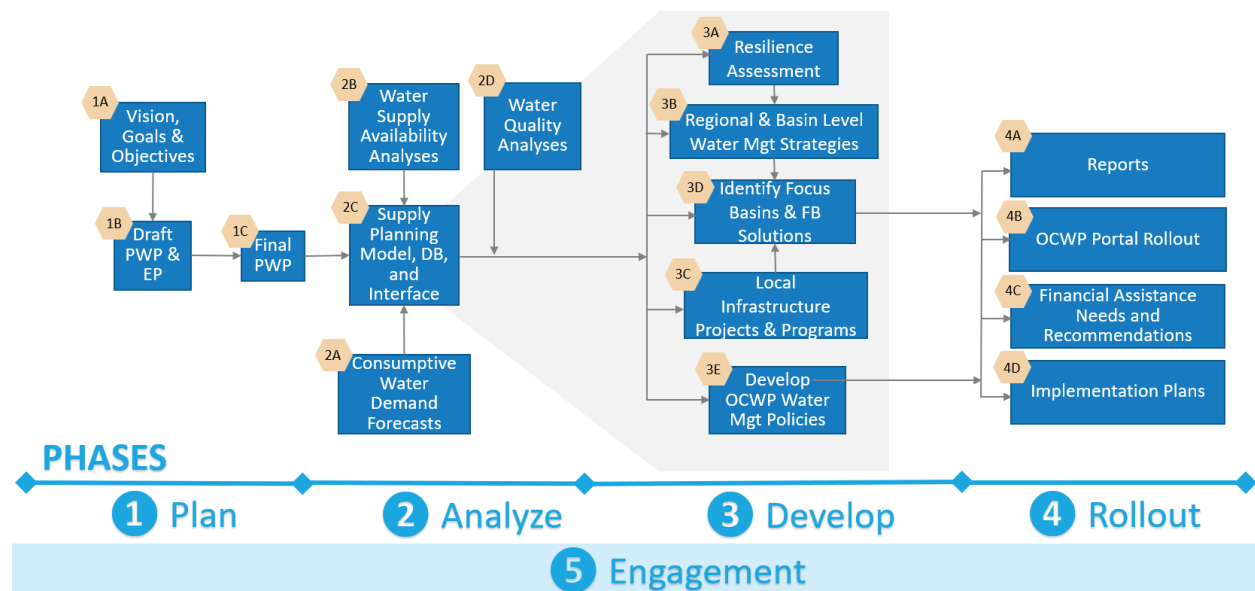 1A
Vision,
Goals &
Objectives
1B
Draft
PWP &
EP
1C
Final
PWP
2B
Water
Supply
Availability
Analyses
2D
Water
Quality
Analyses
2C
Supply
Planning
Model, DB,
and
Interface
2A
Consumptive
Water
Demand
Forecasts
3A
Resilience
Assessment
3B
Regional & Basin Level
Water Mgt Strategies
3D
Identify Focus
Basins & FB
Solutions
3C
Local
Infrastructure
Projects & Programs
3E
Develop
OCWP Water
Mgt Policies
4A
Reports
4B
OCWP Portal Rollout
4C
Financial Assistance
Needs and
Recommendations
4D
Implementation Plans
PHASES
1 Plan
2 Analyze
3 Develop
4 Rollout
5 Engagement